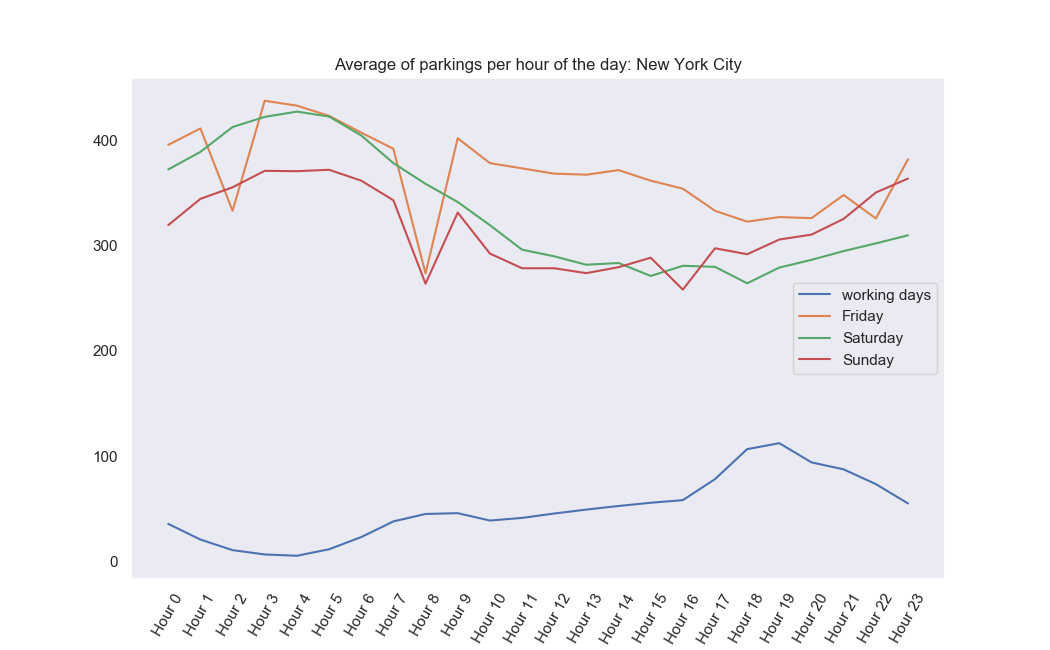 Average of parkings per hour of the day: New York City
400
300
200
100
0
working days
Friday
Saturday
Sunday
Hour 0
Hour 1
Hour 2
Hour 3
Hour 4
Hour 5
Hour 6
Hour 7
Hour 8
Hour 9
Hour 10
Hour 11
Hour 12
Hour 13
Hour 14
Hour 15
Hour 16
Hour 17
Hour 18
Hour 19
Hour 20
Hour 21
Hour 22
Hour 23